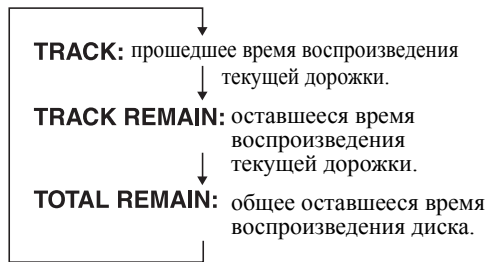 TRACK: прошедшее время воспроизведения
текущей дорожки.
TRACK REMAIN: оставшееся время
воспроизведения
текущей дорожки.
TOTAL REMAIN: общее оставшееся время
воспроизведения диска.